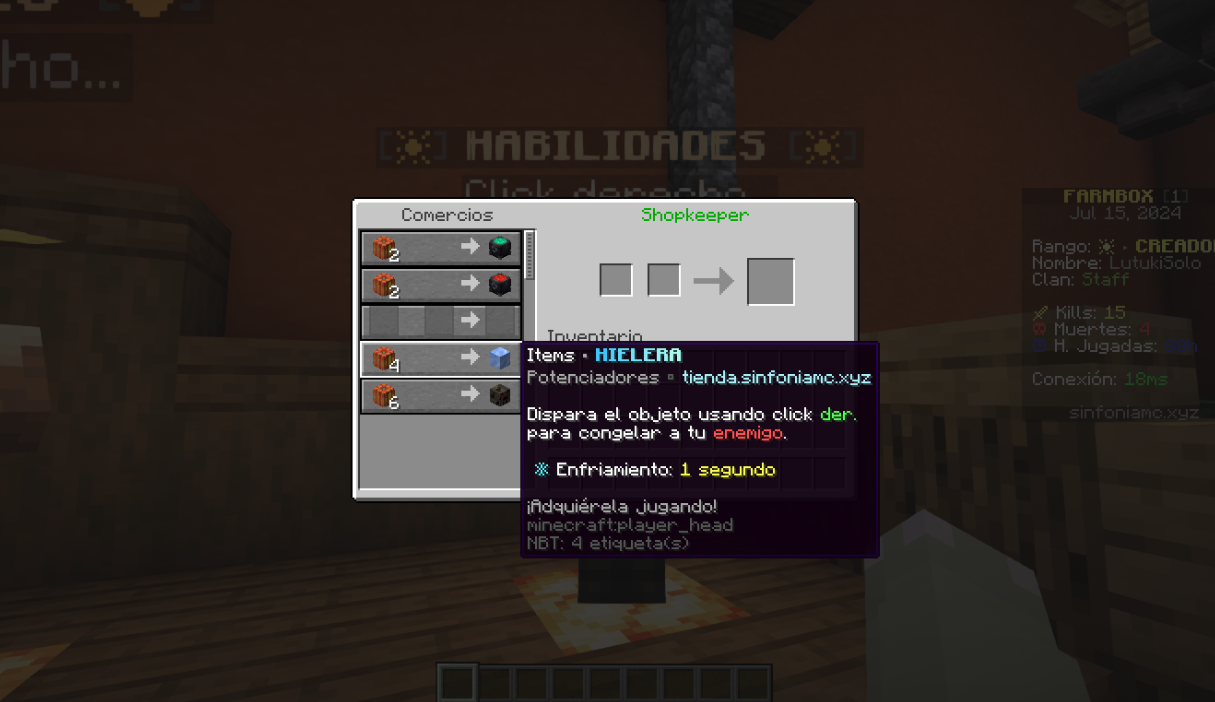 ho...
[☀] HABILIDADES [☀]
Click derecho
Comercios
Shopkeeper
2
2
4
6
Inventario
Items • HIELERA
Potenciadores ▫ tienda.sinfoniamc.xyz
Dispara el objeto usando click der.
para congelar a tu enemigo.
Enfriamiento: 1 segundo
¡Adquiérela jugando!
minecraft:player_head
NBT: 4 etiqueta(s)
FARMBOX [1]
Jul 15, 2024
Rango: ☀ • CREADO
Nombre: LutukiSolo
Clan: Staff
Kills: 15
Muertes: 4
H. Jugadas:
Conexión: 18ms
sinfoniamc.xyz